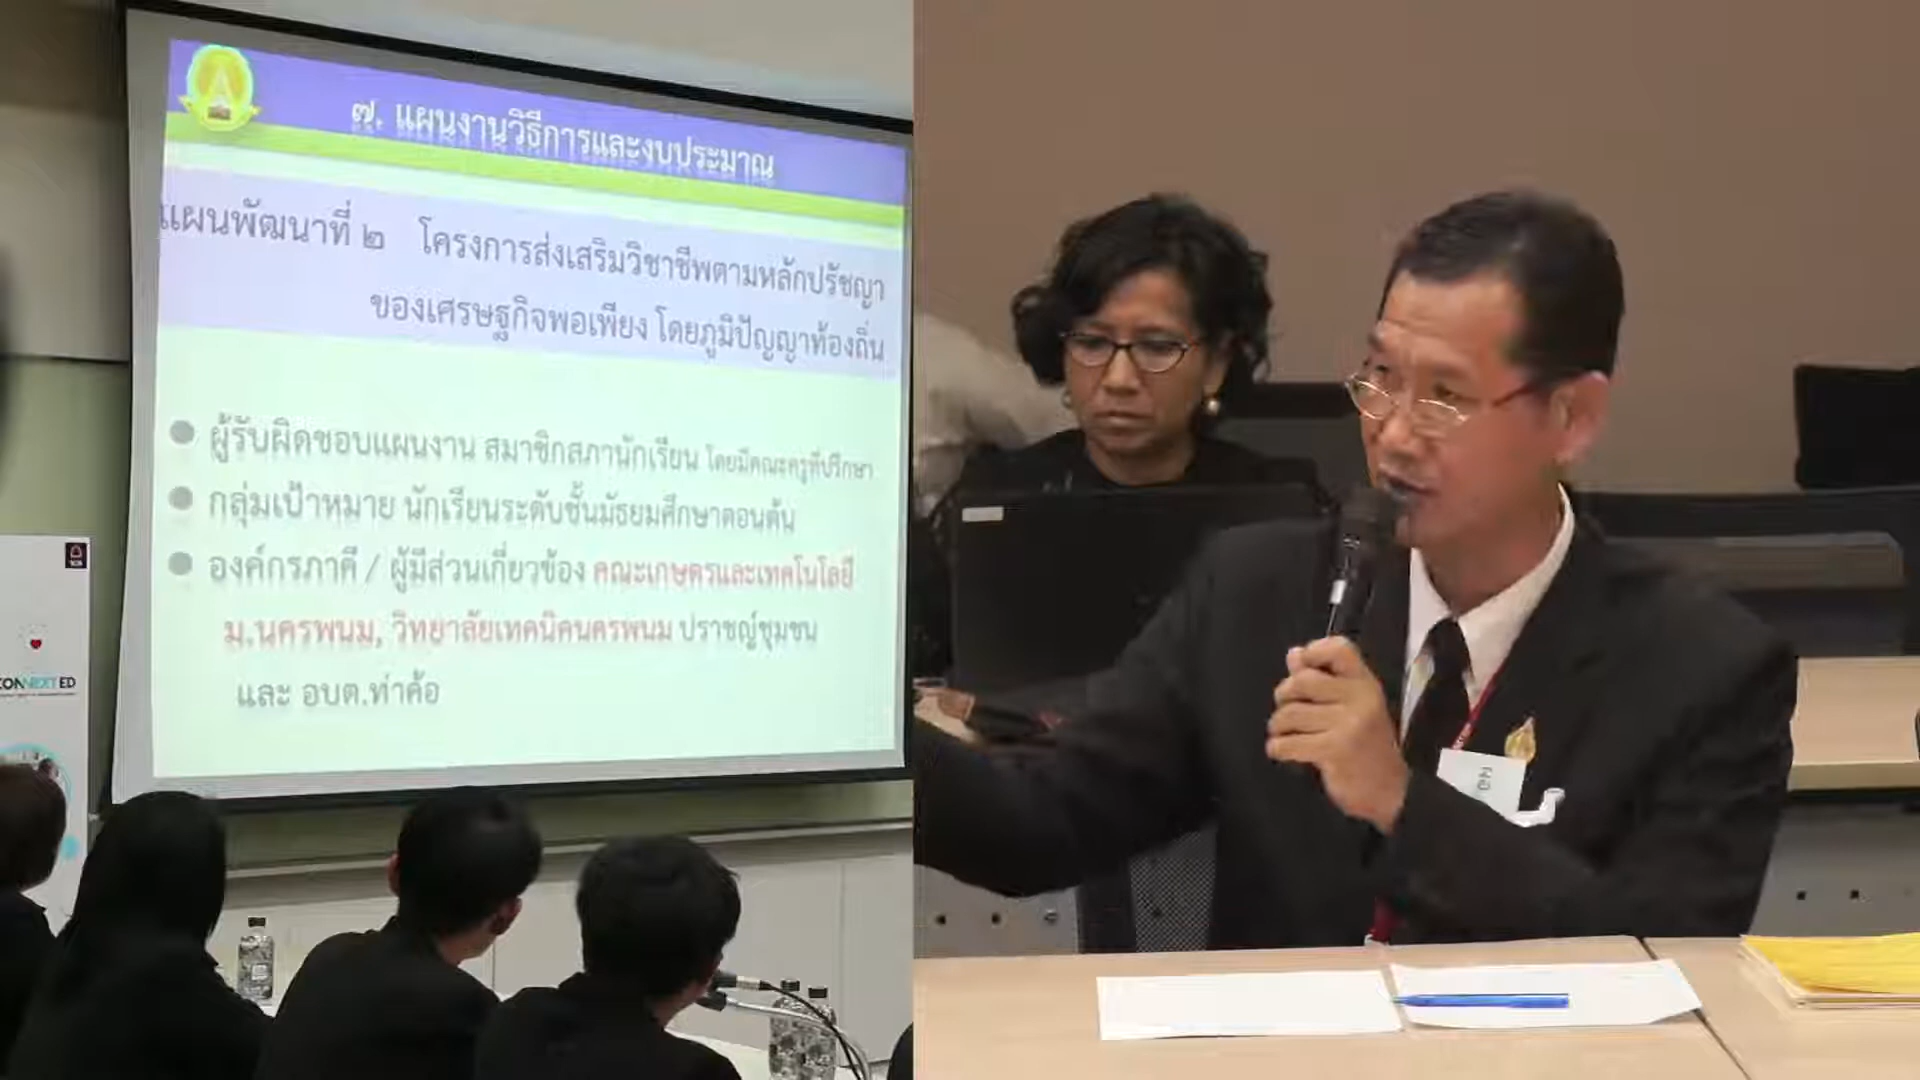 ๗. แผนงานวิธีการและงบประมาณ
แผนพัฒนาที่ ๒ โครงการส่งเสริมวิชาชีพตามหลักปรัชญา
ของเศรษฐกิจพอเพียง โดยภูมิปัญญาท้องถิ่น
ผู้รับผิดชอบแผนงาน สมาชิกสภานักเรียน โดยมีคณะครูที่ปรึกษา
กลุ่มเป้าหมาย นักเรียนระดับชั้นมัธยมศึกษาตอนต้น
องค์กรภาคี / ผู้มีส่วนเกี่ยวข้อง คณะเกษตรและเทคโนโลยี
ม.นครพนม, วิทยาลัยเทคนิคนครพนม ปราชญ์ชุมชน
และ อบต.ท่าค้อ
CONNEXT ED